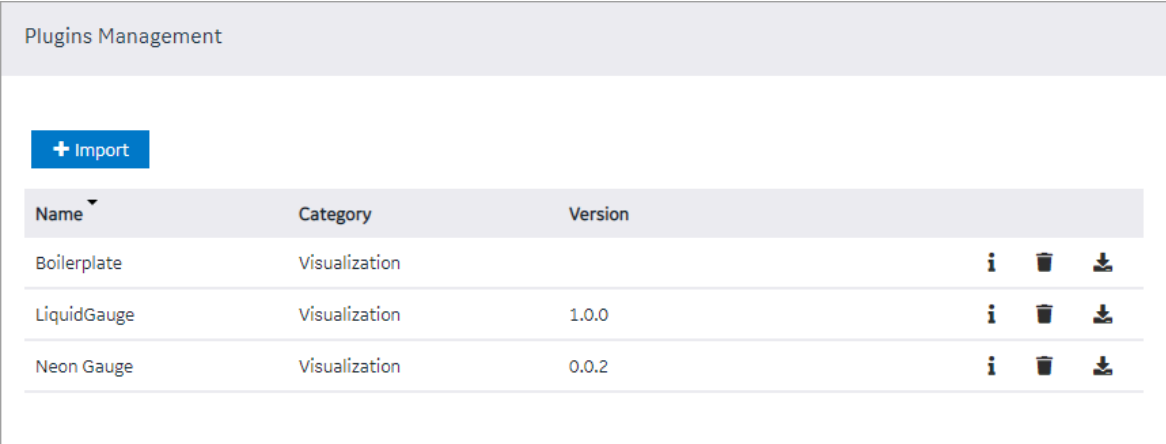 Plugins Management
Import
Name Category Version
Boilerplate Visualization
LiquidGauge Visualization 1.0.0
Neon Gauge Visualization 0.0.2